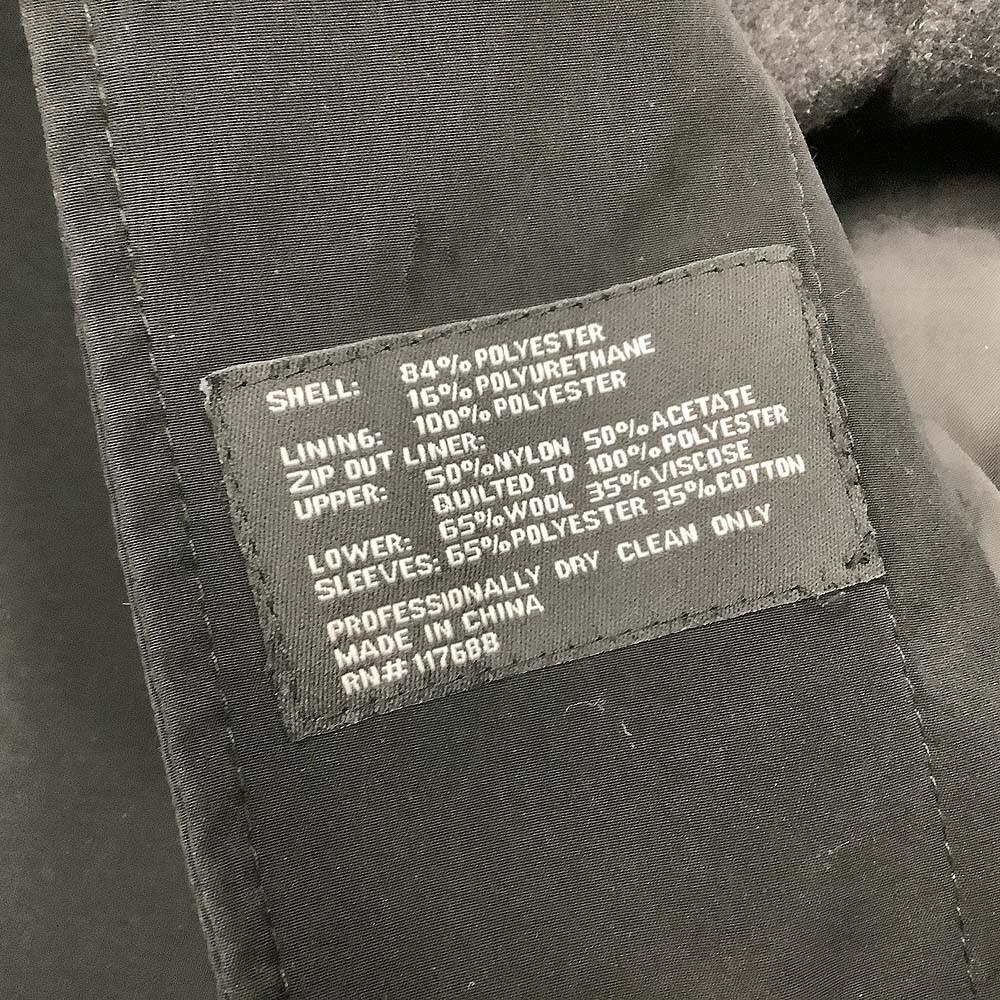 SHELL: 84% POLYESTER
16% POLYURETHANE
LINING: 100% POLYESTER
ZIP OUT LINER:
UPPER: 50% NYLON 50% ACETATE
QUILTED TO 100% POLYESTER
LOWER: 65% WOOL 35% VISCOSE
SLEEVES: 65% POLYESTER 35% COTTON
PROFESSIONALLY DRY CLEAN ONLY
MADE IN CHINA
RN# 117688